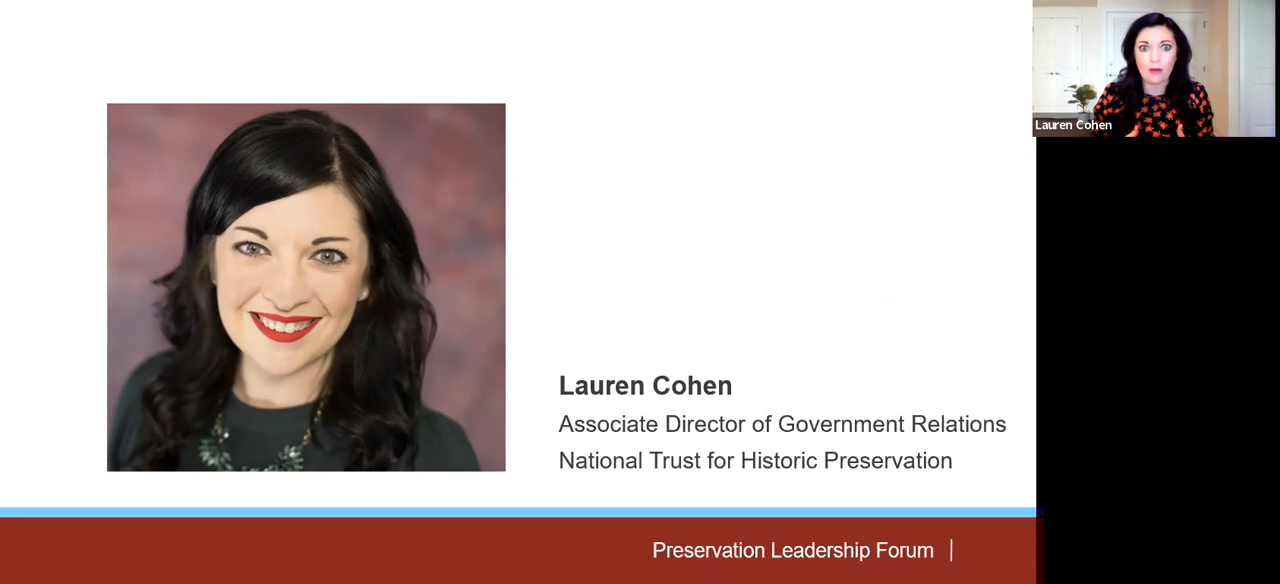 Lauren Cohen
Lauren Cohen
Associate Director of Government Relations
National Trust for Historic Preservation
Preservation Leadership Forum |